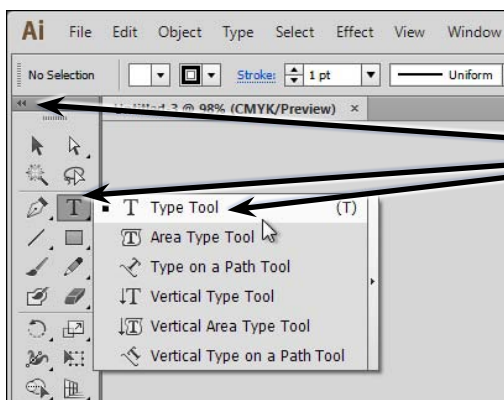 Ai File Edit Object Type Select Effect View Window
No Selection Stroke: 1 pt Uniform
@ 98% (CMYK/Preview) ×
T Type Tool (T)
Area Type Tool
Type on a Path Tool
Vertical Type Tool
Vertical Area Type Tool
Vertical Type on a Path Tool